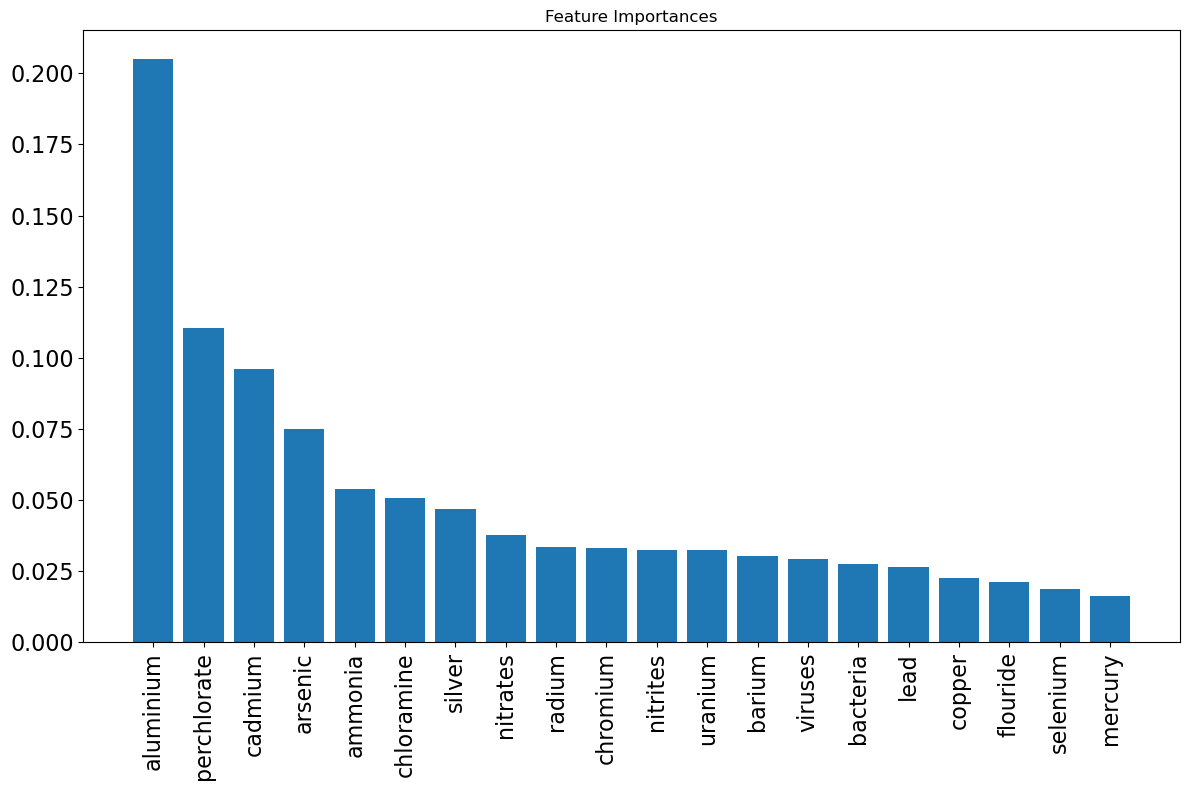 Feature Importances
0.200
0.175
0.150
0.125
0.100
0.075
0.050
0.025
0.000
aluminium
perchlorate
cadmium
arsenic
ammonia
chloramine
silver
nitrates
radium
chromium
nitrites
uranium
barium
viruses
bacteria
lead
copper
flouride
selenium
mercury